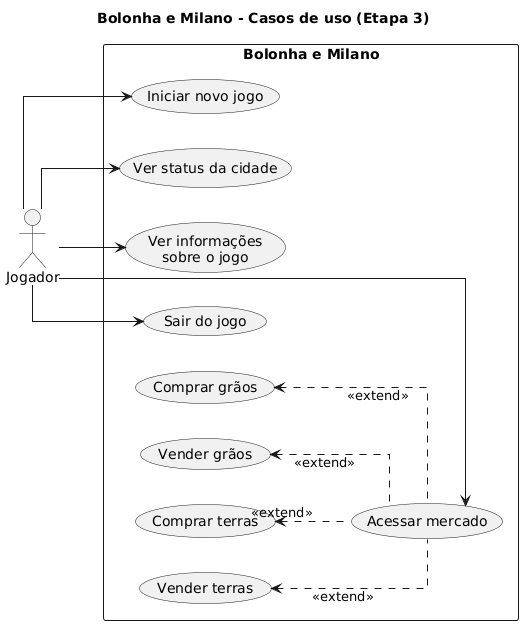 Bolonha e Milano - Casos de uso (Etapa 3)
Bolonha e Milano
Iniciar novo jogo
Ver status da cidade
Ver informações
sobre o jogo
Jogador
Sair do jogo
Comprar grãos
«extend»
Vender grãos
«extend»
Comprar terras
«extend»
Acessar mercado
Vender terras
«extend»